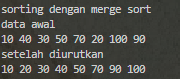 sorting dengan merge sort
data awal
10 40 30 50 70 20 100 90
setelah diurutkan
10 20 30 40 50 70 90 100